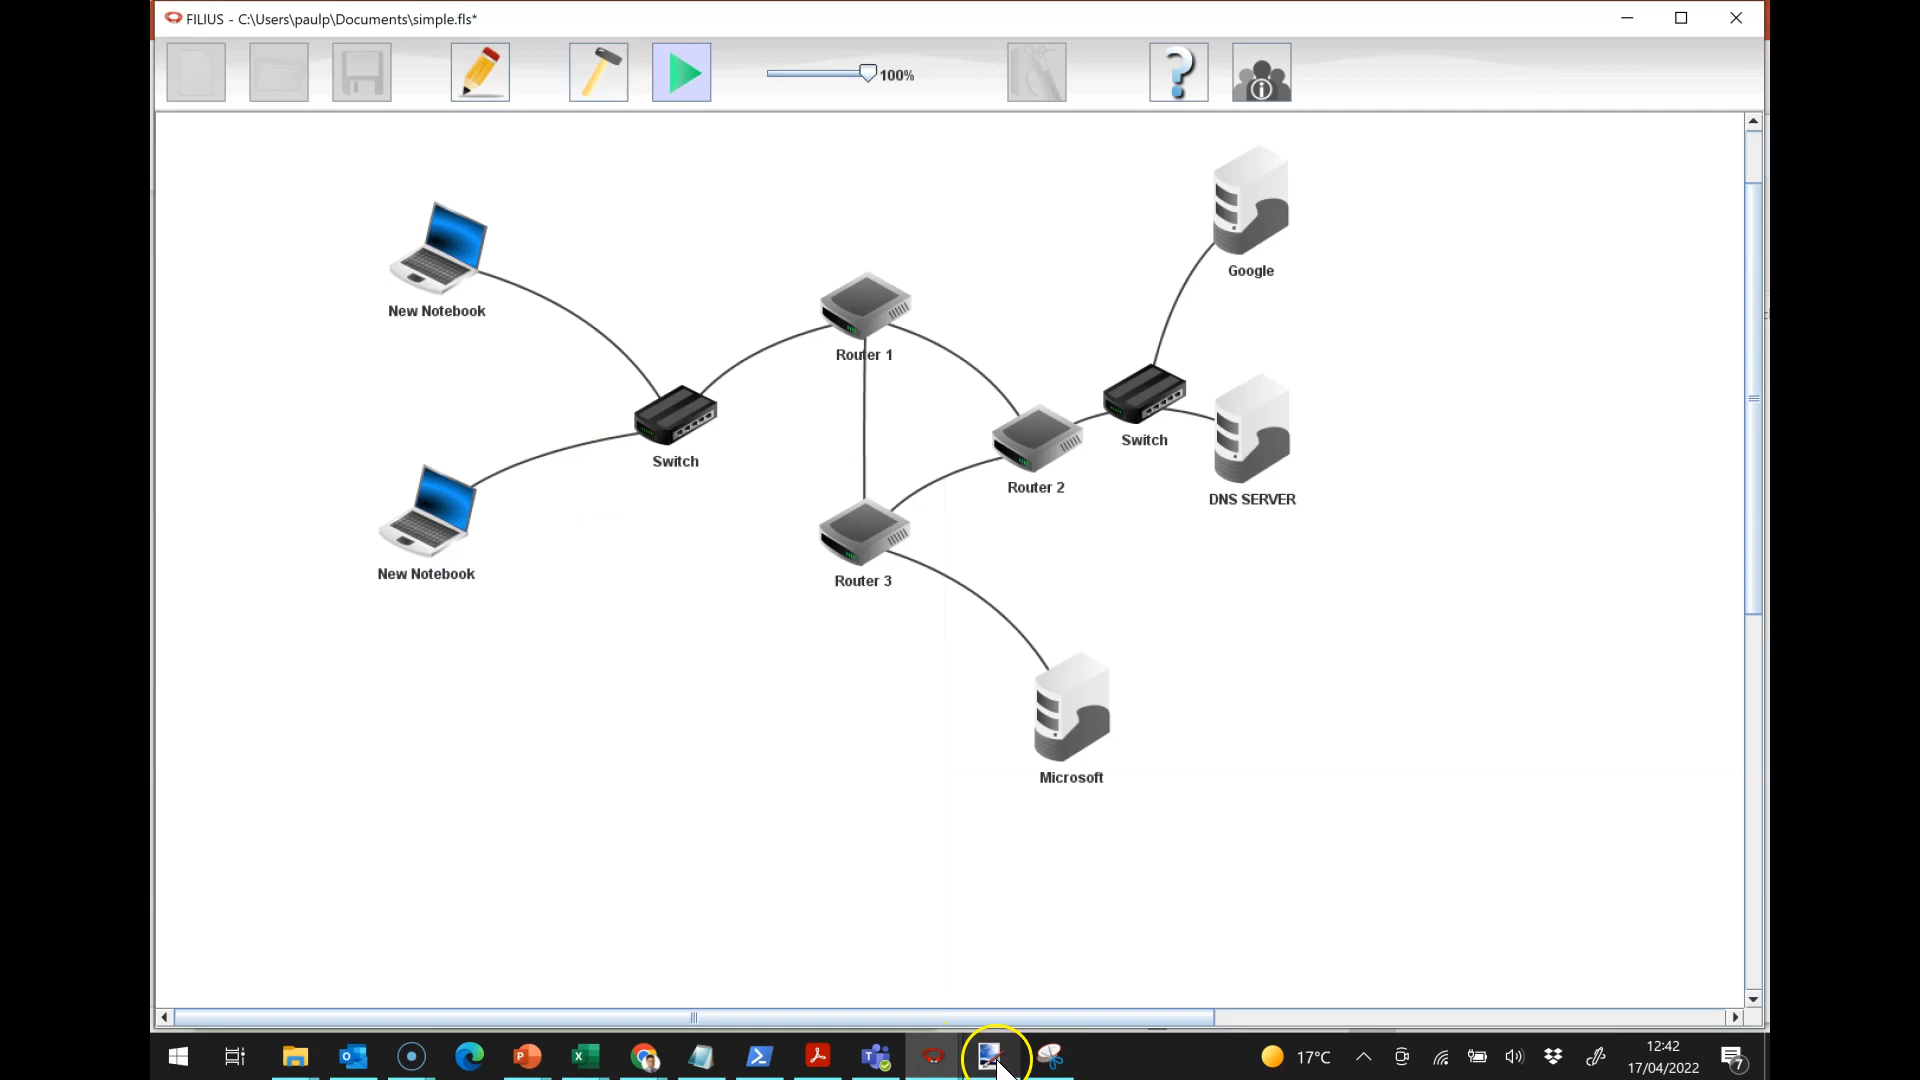 FILIUS - C:\Users\paulp\Documents\simple.fls*
100%
Google
New Notebook
Router 1
Switch
Switch
Router 2
DNS SERVER
New Notebook
Router 3
Microsoft
17°C
12:42
17/04/2022
7